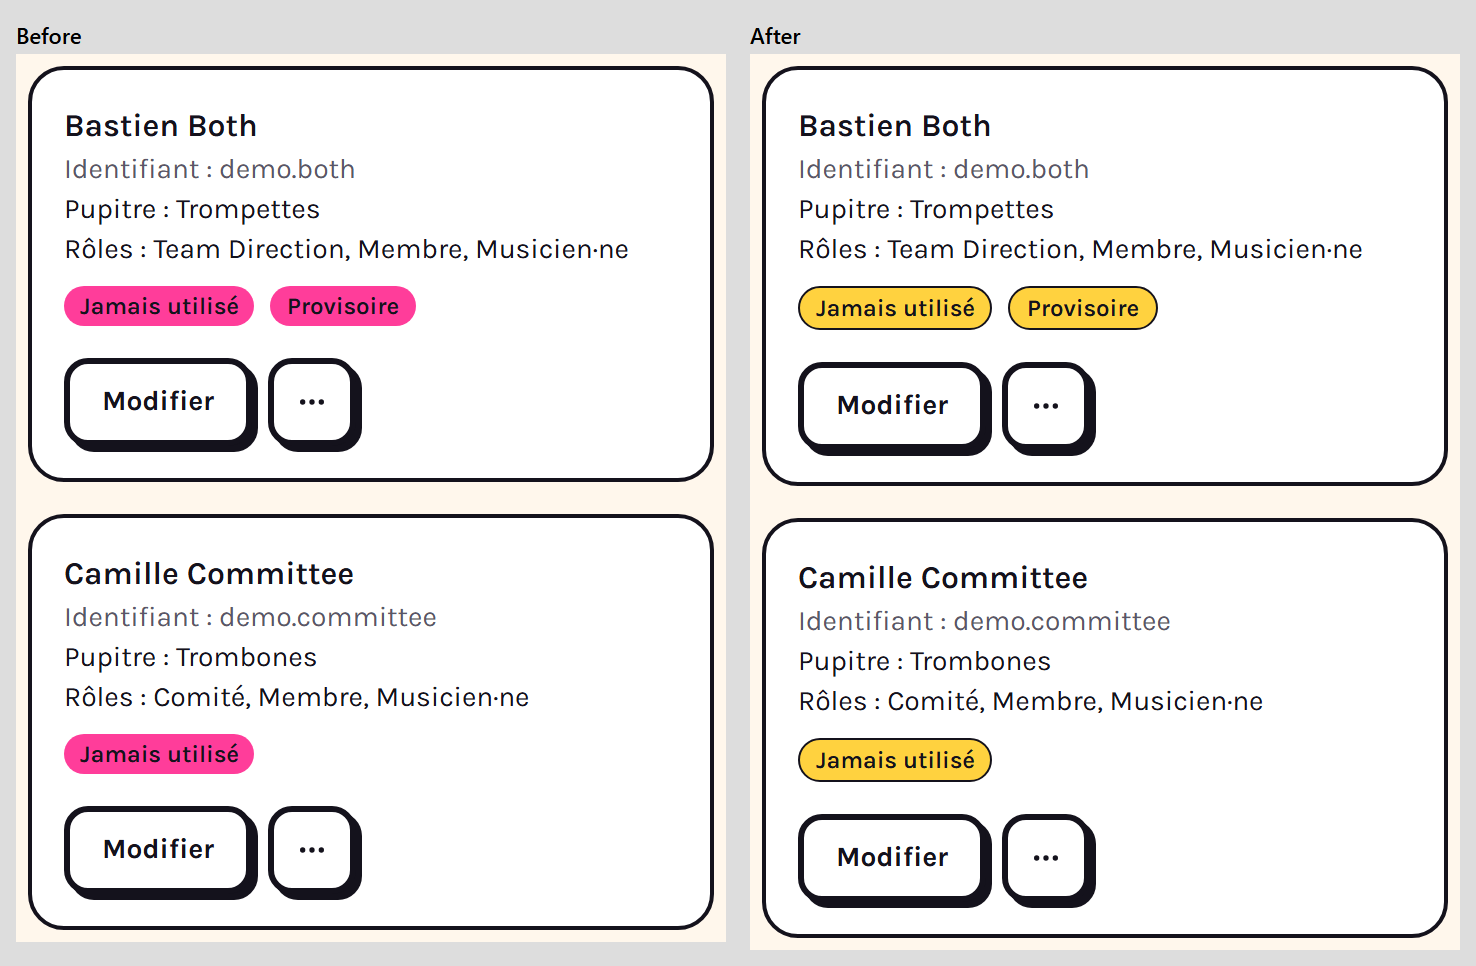 Before
Bastien Both
Identifiant : demo.both
Pupitre : Trompettes
Rôles : Team Direction, Membre, Musicien·ne
Jamais utilisé
Provisoire
Modifier
...
Camille Committee
Identifiant : demo.committee
Pupitre : Trombones
Rôles : Comité, Membre, Musicien·ne
Jamais utilisé
Modifier
...
After
Bastien Both
Identifiant : demo.both
Pupitre : Trompettes
Rôles : Team Direction, Membre, Musicien·ne
Jamais utilisé
Provisoire
Modifier
...
Camille Committee
Identifiant : demo.committee
Pupitre : Trombones
Rôles : Comité, Membre, Musicien·ne
Jamais utilisé
Modifier
...